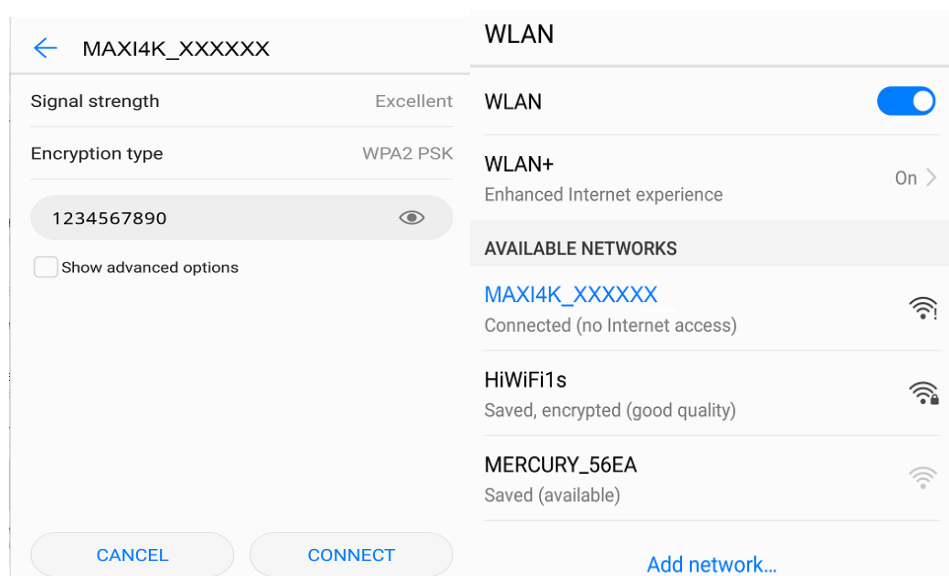 MAXI4K_XXXXXX
Signal strength Excellent
Encryption type WPA2 PSK
1234567890
Show advanced options
CANCEL CONNECT
WLAN
WLAN
WLAN+
Enhanced Internet experience
On
AVAILABLE NETWORKS
MAXI4K_XXXXXX
Connected (no Internet access)
HiWiFi1s
Saved, encrypted (good quality)
MERCURY_56EA
Saved (available)
Add network...